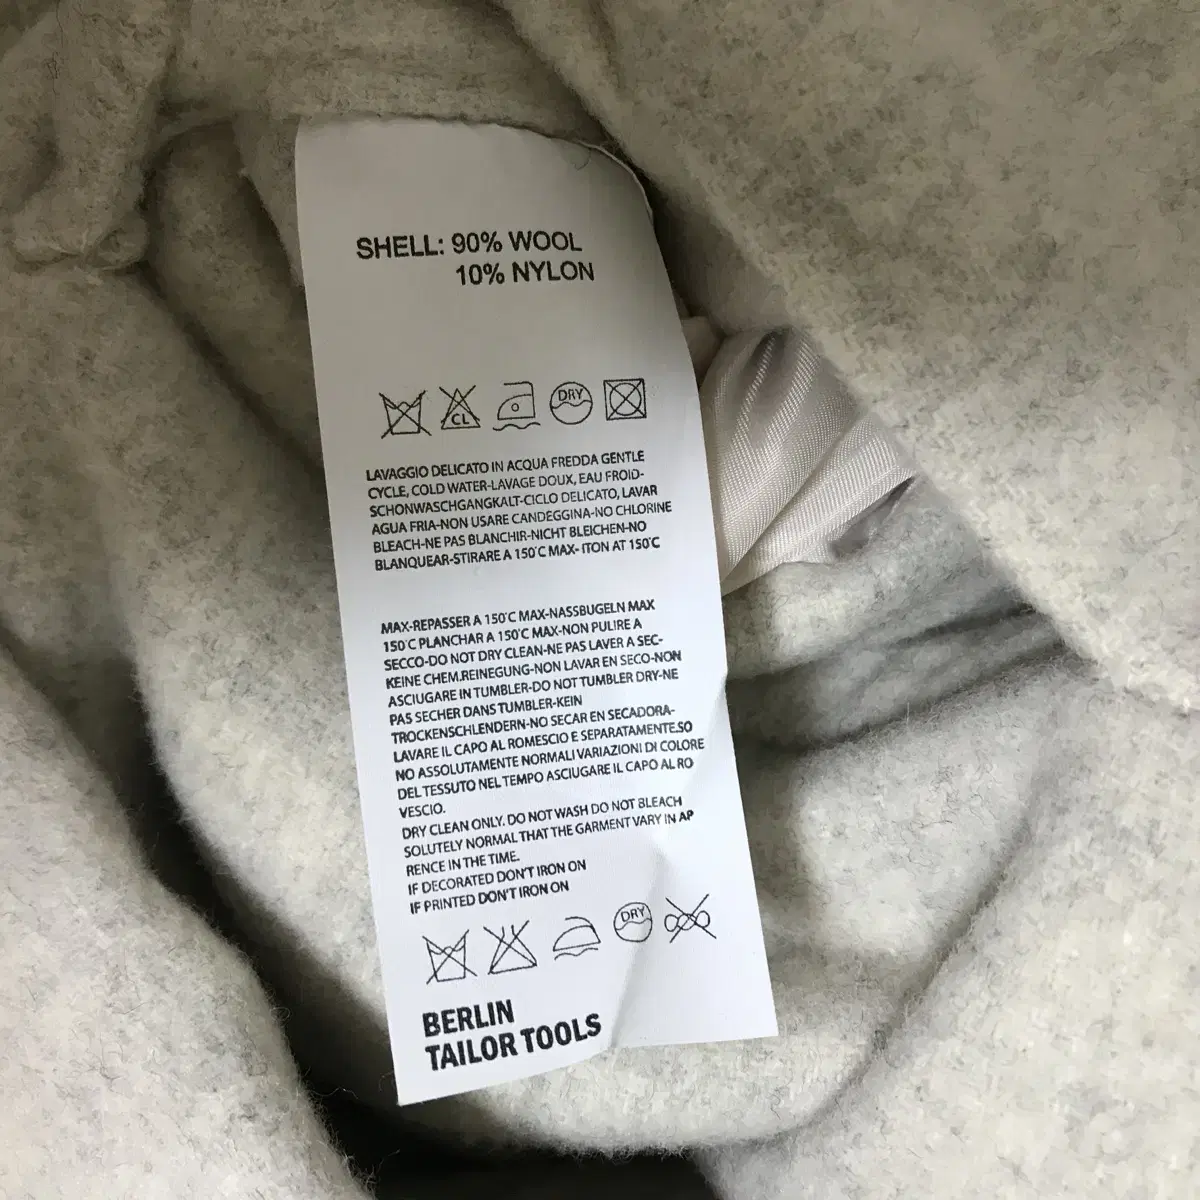 SHELL: 90% WOOL
10% NYLON
CL
DRY
LAVAGGIO DELICATO IN ACQUA FREDDA GENTLE
CYCLE, COLD WATER-LAVAGE DOUX, EAU FROID-
SCHONWASCHGANGKALT-CICLO DELICATO, LAVAR
AGUA FRIA-NON USARE CANDEGGINA-NO CHLORINE
BLEACH-NE PAS BLANCHIR-NICHT BLEICHEN-NO
BLANQUEAR-STIRARE A 150°C MAX- ITON AT 150°C
MAX-REPASSER A 150°C MAX-NASSBUGELN MAX
150°C PLANCHAR A 150°C MAX-NON PULIRE A
SECCO-DO NOT DRY CLEAN-NE PAS LAVER A SEC-
KEINE CHEM.REINEGUNG-NON LAVAR EN SECO-NON
ASCIUGARE IN TUMBLER-DO NOT TUMBLER DRY-NE
PAS SECHER DANS TUMBLER-KEIN
TROCKENSCHLENDERN-NO SECAR EN SECADORA-
LAVARE IL CAPO AL ROMESCIO E SEPARATAMENTE.SO
NO ASSOLUTAMENTE NORMALI VARIAZIONI DI COLORE
DEL TESSUTO NEL TEMPO ASCIUGARE IL CAPO AL RO
VESCIO.
DRY CLEAN ONLY. DO NOT WASH DO NOT BLEACH
SOLUTELY NORMAL THAT THE GARMENT VARY IN AP
RENCE IN THE TIME.
IF DECORATED DON'T IRON ON
IF PRINTED DON'T IRON ON
DRY
BERLIN
TAILOR TOOLS